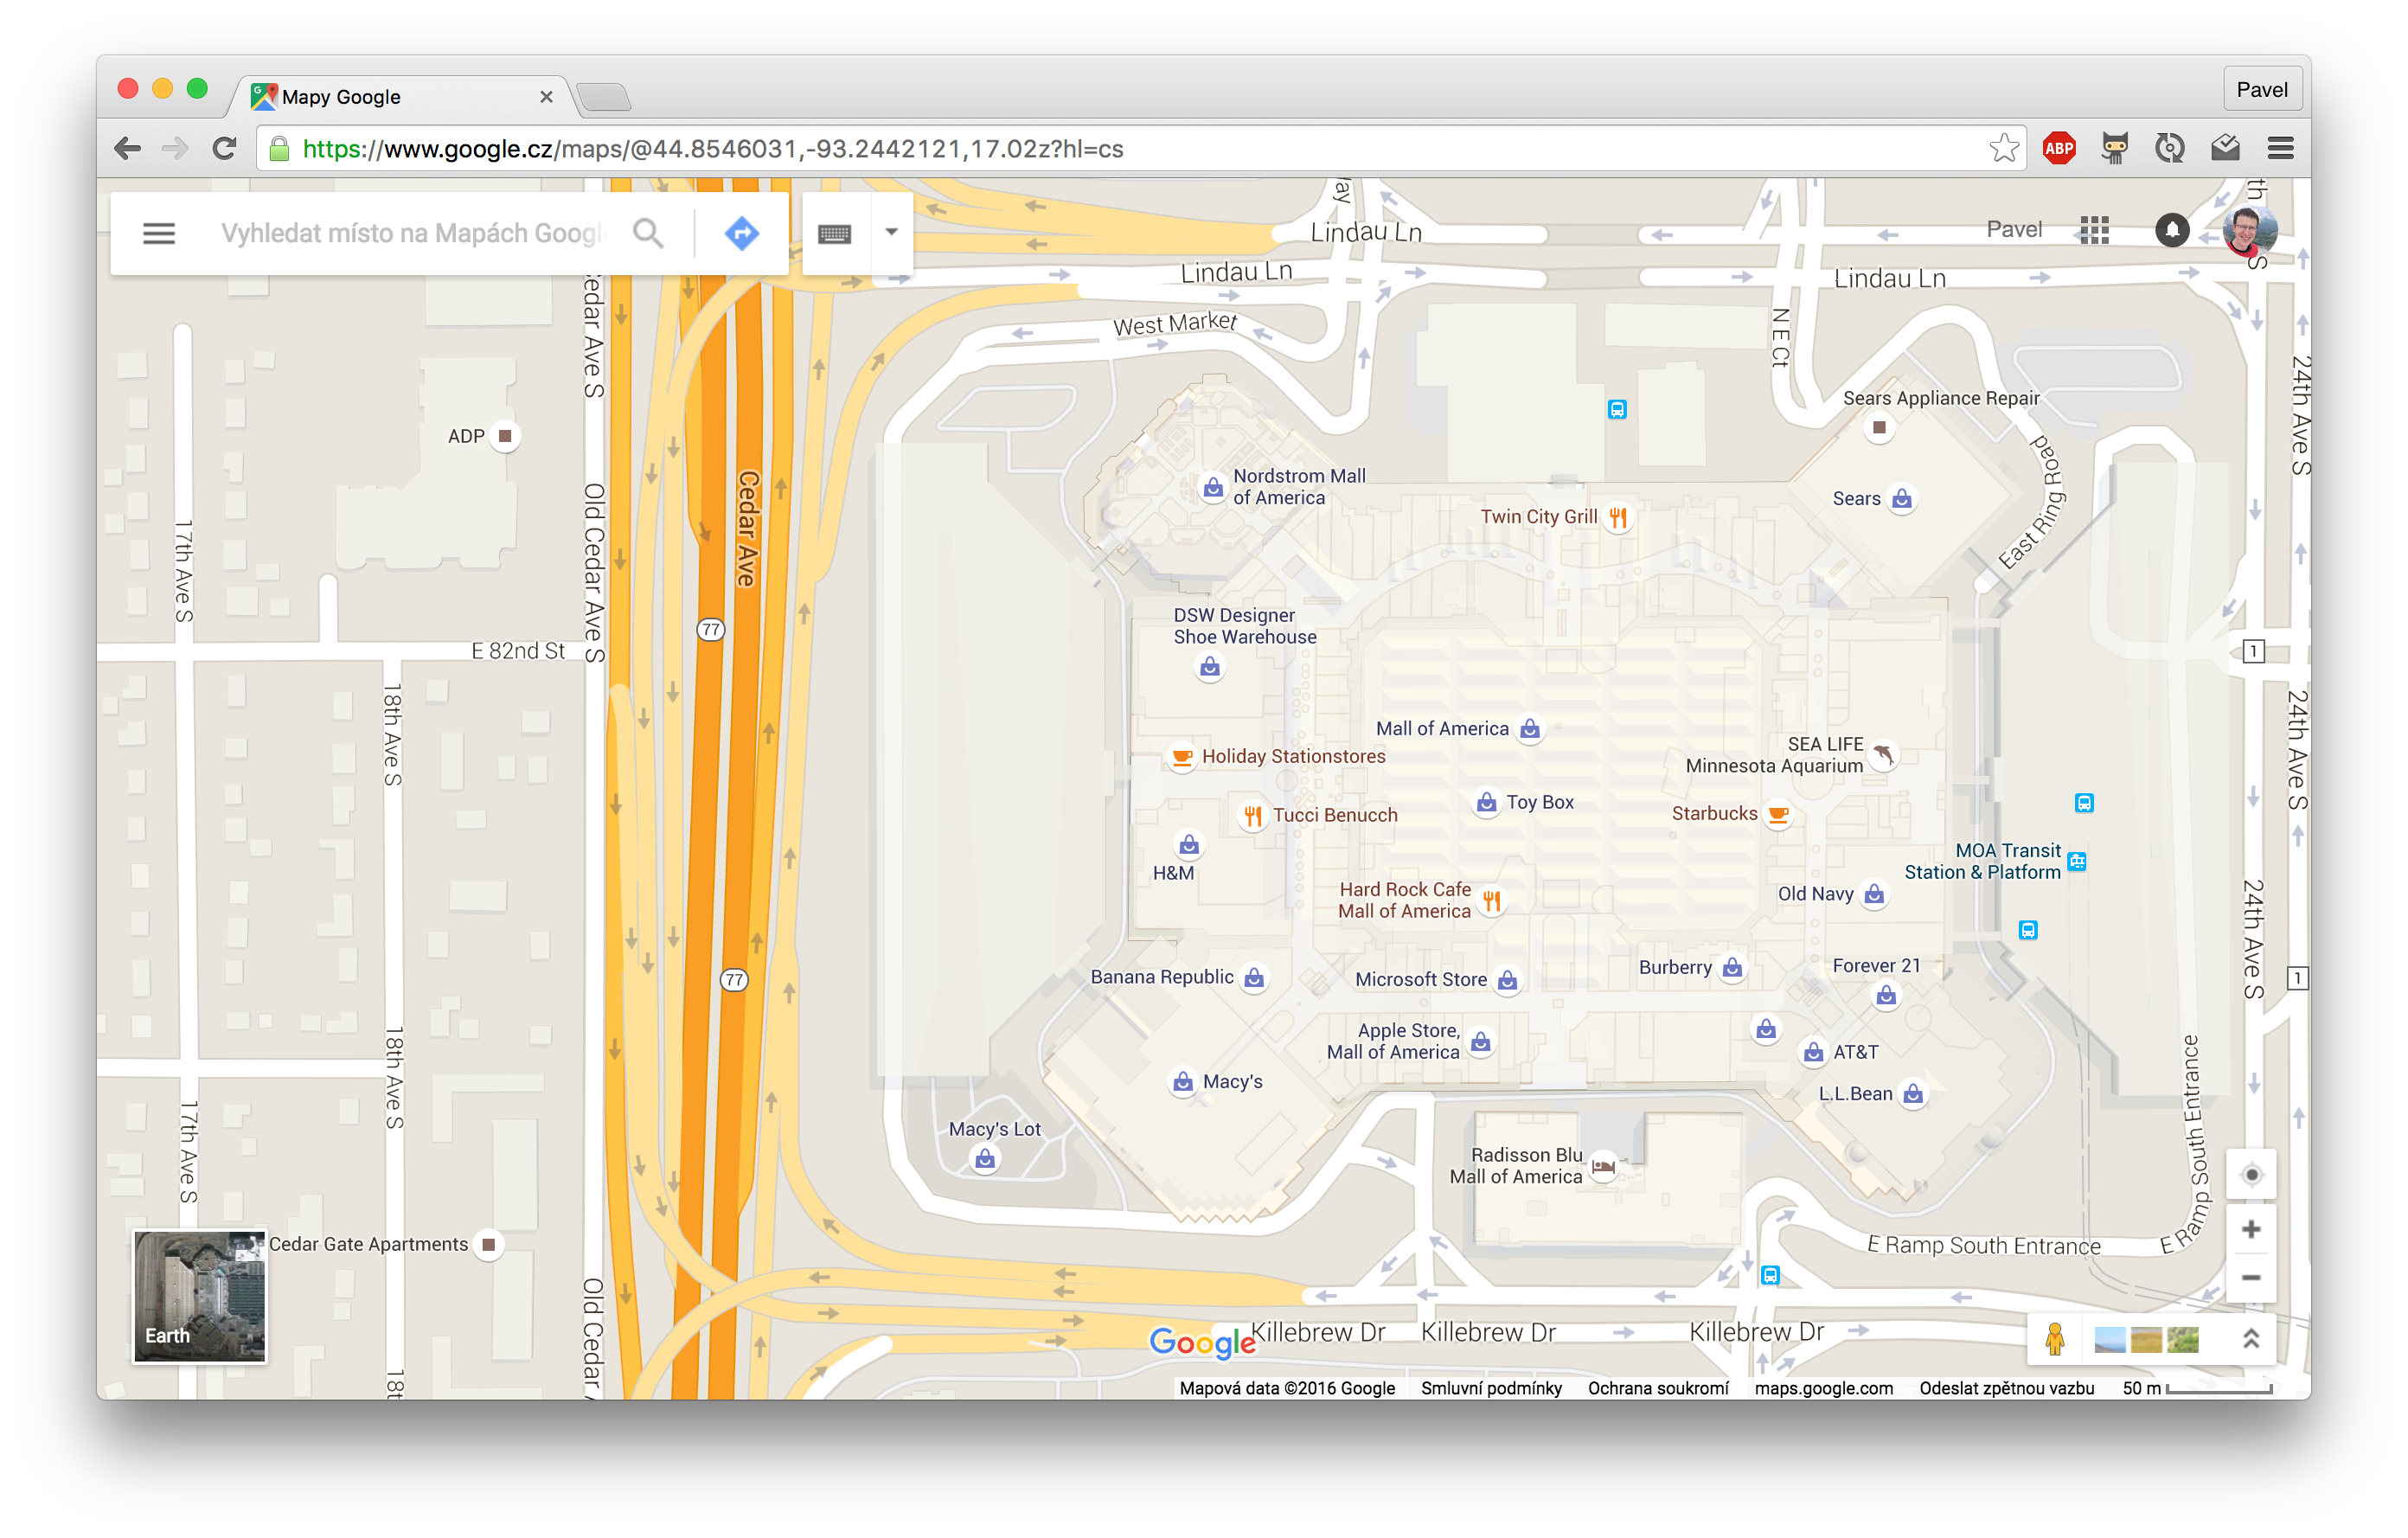 Mapy Google
Pavel
https://www.google.cz/maps/@44.8546031,-93.2442121,17.02z?hl=cs
ABP
Vyhledat místo na Mapách Googl
Pavel
Lindau Ln
Lindau Ln
Lindau Ln
West Market
N E Ct
Cedar Ave S
24th Ave S
Sears Appliance Repair
ADP
East Ring Road
Nordstrom Mall
of America
Sears
Twin City Grill
Cedar Ave
Old Cedar Ave S
17th Ave S
DSW Designer
Shoe Warehouse
77
E 82nd St
1
18th Ave S
24th Ave S
Mall of America
SEA LIFE
Minnesota Aquarium
Holiday Stationstores
Toy Box
Starbucks
Tucci Benucch
H&M
MOA Transit
Station & Platform
Hard Rock Cafe
Mall of America
Old Navy
24th Ave S
Burberry
Forever 21
Banana Republic
Microsoft Store
77
1
Apple Store,
Mall of America
AT&T
18th Ave S
Macy's
L.L.Bean
17th Ave S
Macy's Lot
Radisson Blu
Mall of America
E Ramp South Entrance
E Ramp South Entrance
Cedar Gate Apartments
Earth
Old Cedar
Google
Killebrew Dr
Killebrew Dr
Killebrew Dr
Mapová data ©2016 Google
Smluvní podmínky
Ochrana soukromí
maps.google.com
Odeslat zpětnou vazbu
50 m